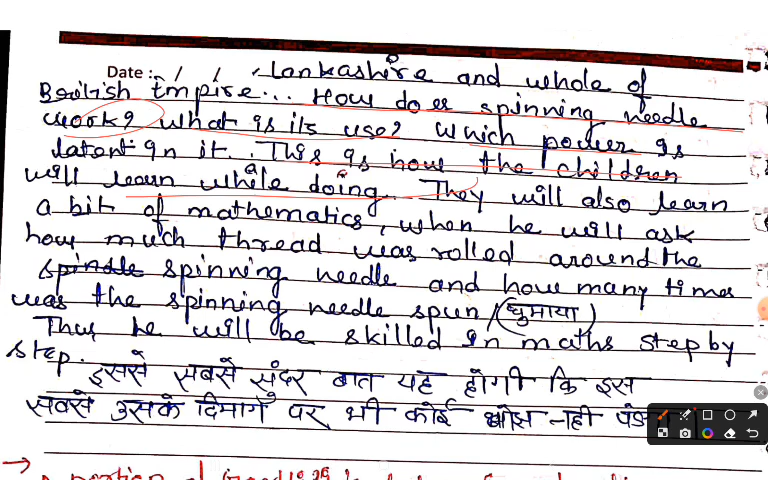 Date :- / / , Lankashire and whole of
British Empire... How does spinning needle
work? What is its use? Which power is
latent in it. This is how the children
will learn while doing. They will also learn
a bit of mathematics, when he will ask
how much thread was rolled around the
spindle spinning needle and how many times
was the spinning needle spun/(घुमाया)
Thus he will be skilled in maths step by
step. इससे सबसे सुंदर बात यह होगी कि इस
सबसे उसके दिमाग पर भी कोई बोझ नही